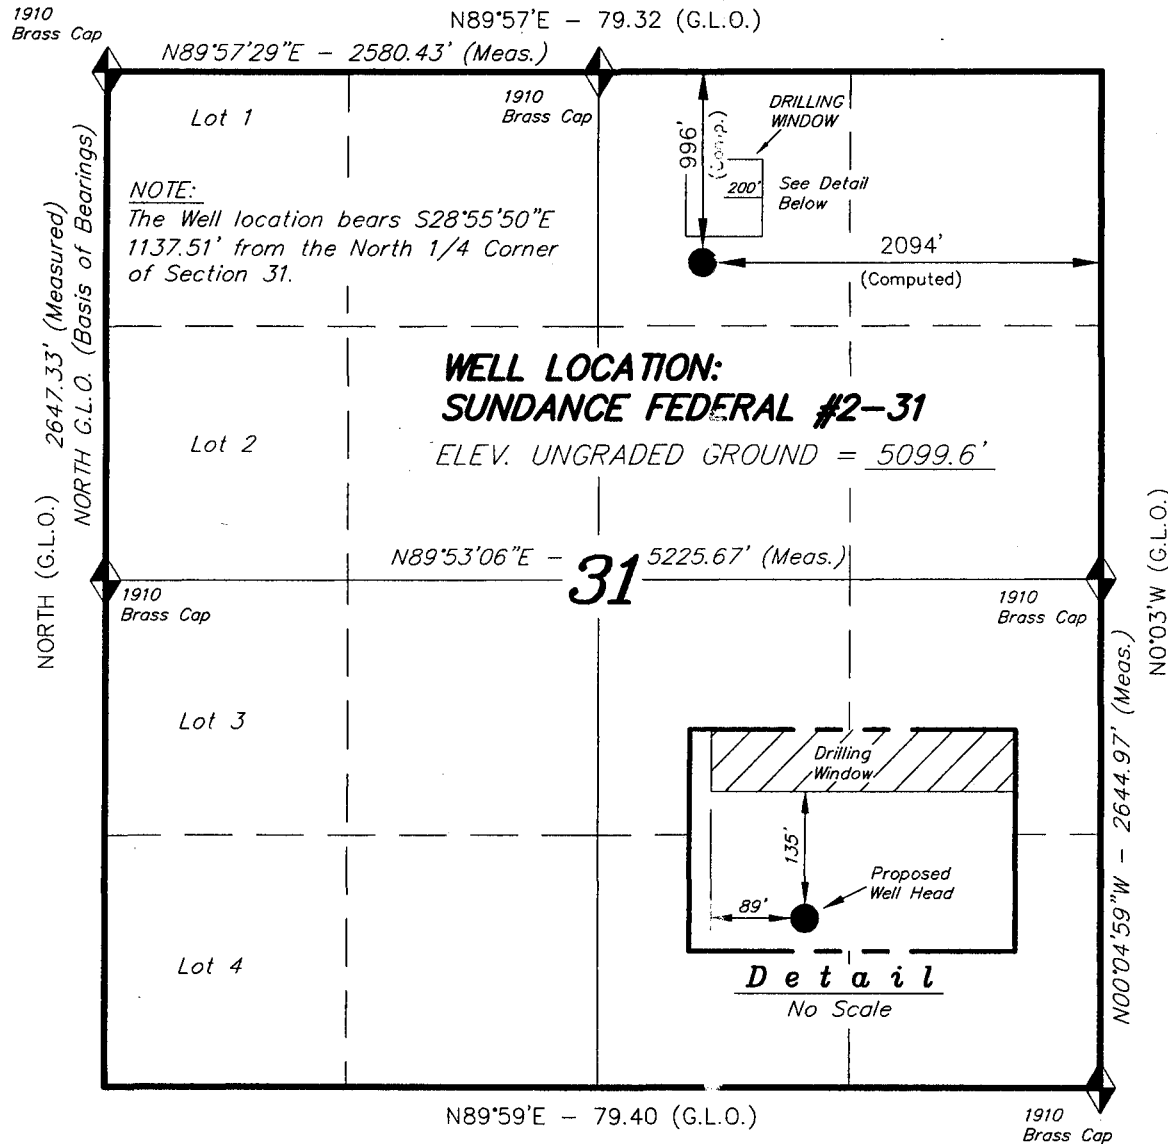 1910
Brass Cap
N89°57'E - 79.32 (G.L.O.)
N89°57'29"E - 2580.43' (Meas.)
Lot 1
1910
Brass Cap
996'
(Comp.)
DRILLING
WINDOW
200'
See Detail
Below
2094'
(Computed)
NOTE:
The Well location bears S28°55'50"E
1137.51' from the North 1/4 Corner
of Section 31.
NORTH (G.L.O.)
2647.33' (Measured)
NORTH G.L.O. (Basis of Bearings)
WELL LOCATION:
SUNDANCE FEDERAL #2-31
ELEV. UNGRADED GROUND = 5099.6'
Lot 2
N89°53'06"E - 5225.67' (Meas.)
31
1910
Brass Cap
1910
Brass Cap
N0°03'W (G.L.O.)
N00°04'59"W - 2644.97' (Meas.)
Lot 3
Drilling
Window
135'
89'
Proposed
Well Head
Lot 4
Detail
No Scale
N89°59'E - 79.40 (G.L.O.)
1910
Brass Cap